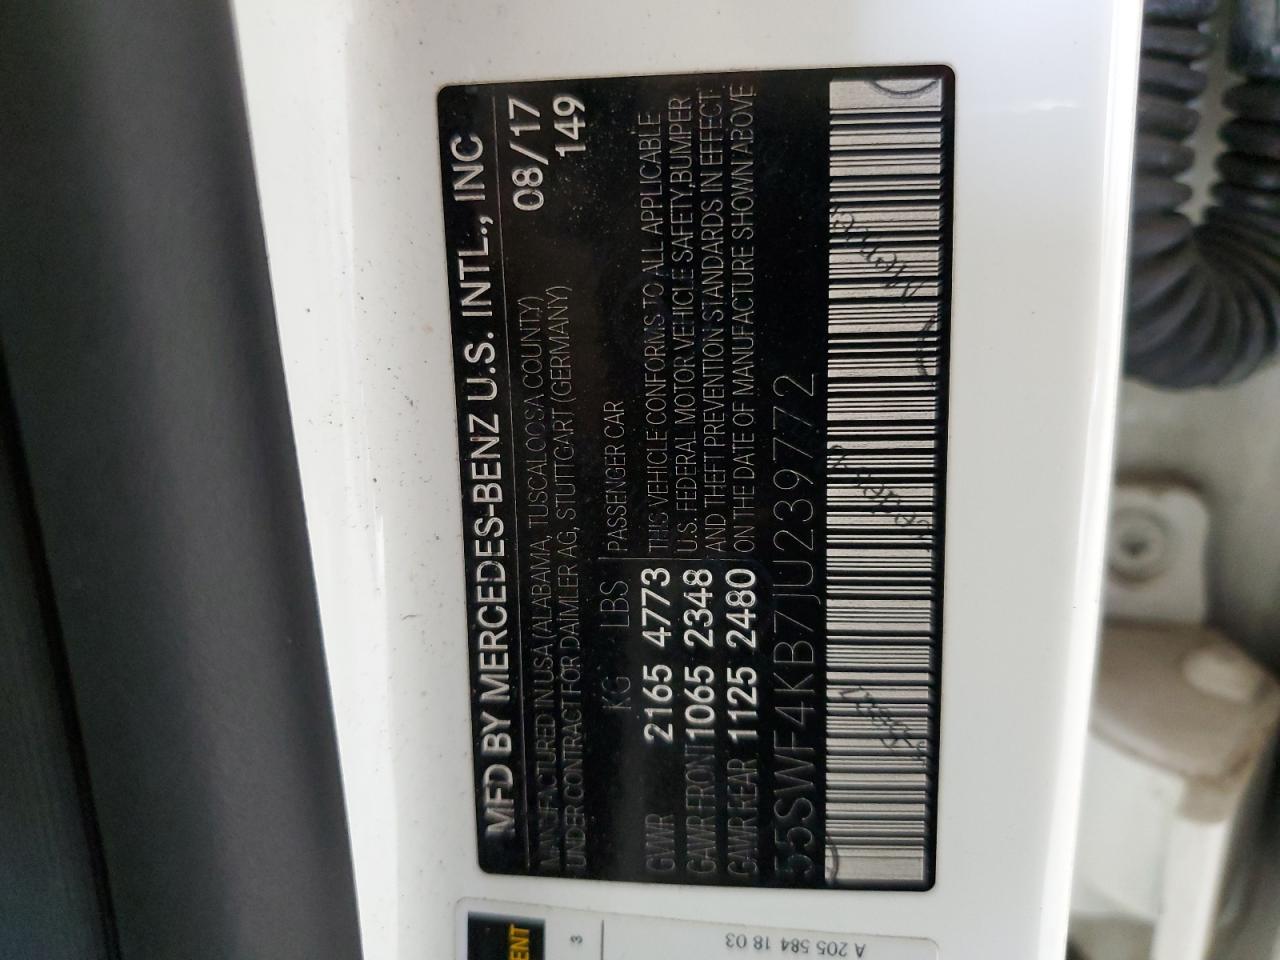 MFD BY MERCEDES-BENZ U.S. INTL., INC
MANUFACTURED IN USA (ALABAMA, TUSCALOOSA COUNTY) 08/17
UNDER CONTRACT FOR DAIMLER AG, STUTTGART (GERMANY) 149
KG LBS PASSENGER CAR
GVWR 2165 4773 THIS VEHICLE CONFORMS TO ALL APPLICABLE
GAWR FRONT 1065 2348 U.S. FEDERAL MOTOR VEHICLE SAFETY,BUMPER
GAWR REAR 1125 2480 AND THEFT PREVENTION STANDARDS IN EFFECT
ON THE DATE OF MANUFACTURE SHOWN ABOVE
55SWF4KB7JU239772
ENT
3
A 205 584 18 03